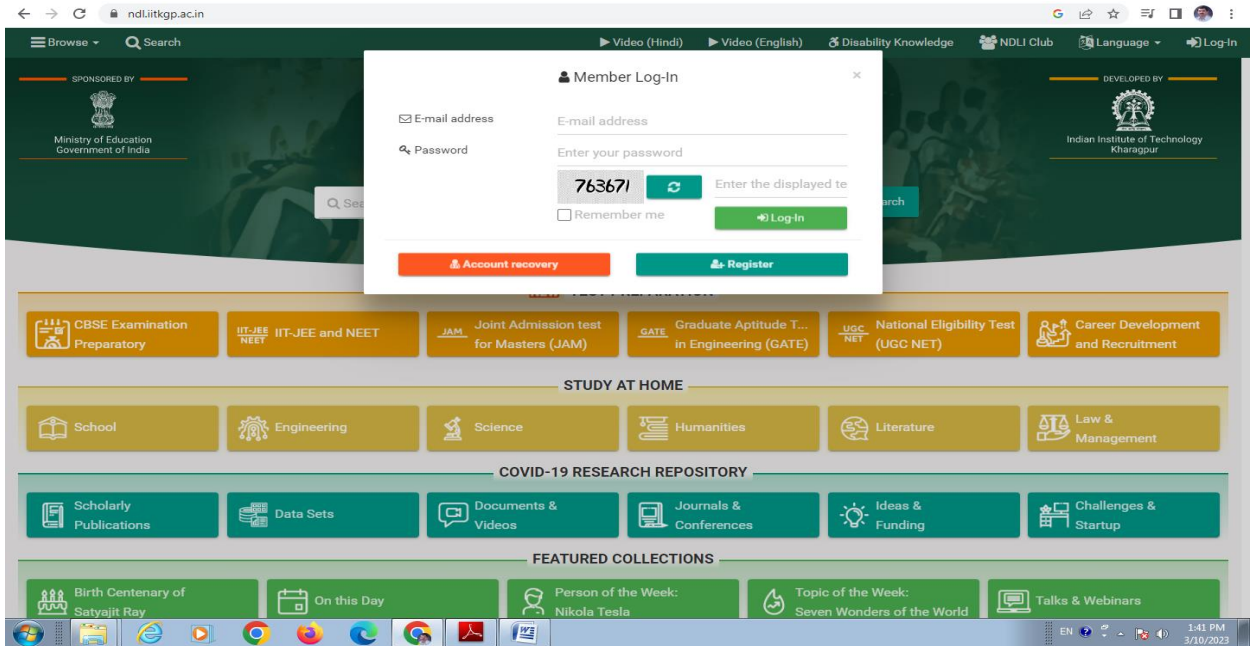 ndl.iitkgp.ac.in
Browse
Search
Video (Hindi)
Video (English)
Disability Knowledge
NDLI Club
Language
Log-In
SPONSORED BY
Ministry of Education
Government of India
DEVELOPED BY
Indian Institute of Technology
Kharagpur
Member Log-In
×
E-mail address
E-mail address
Password
Enter your password
763671
Enter the displayed te
Remember me
Log-In
Account recovery
Register
CBSE Examination
Preparatory
IIT-JEE
NEET
IIT-JEE and NEET
JAM
Joint Admission test
for Masters (JAM)
GATE
Graduate Aptitude T...
in Engineering (GATE)
UGC
NET
National Eligibility Test
(UGC NET)
Career Development
and Recruitment
STUDY AT HOME
School
Engineering
Science
Humanities
Literature
Law &
Management
COVID-19 RESEARCH REPOSITORY
Scholarly
Publications
Data Sets
Documents &
Videos
Journals &
Conferences
Ideas &
Funding
Challenges &
Startup
FEATURED COLLECTIONS
Birth Centenary of
Satyajit Ray
On this Day
Person of the Week:
Nikola Tesla
Topic of the Week:
Seven Wonders of the World
Talks & Webinars
EN
1:41 PM
3/10/2023